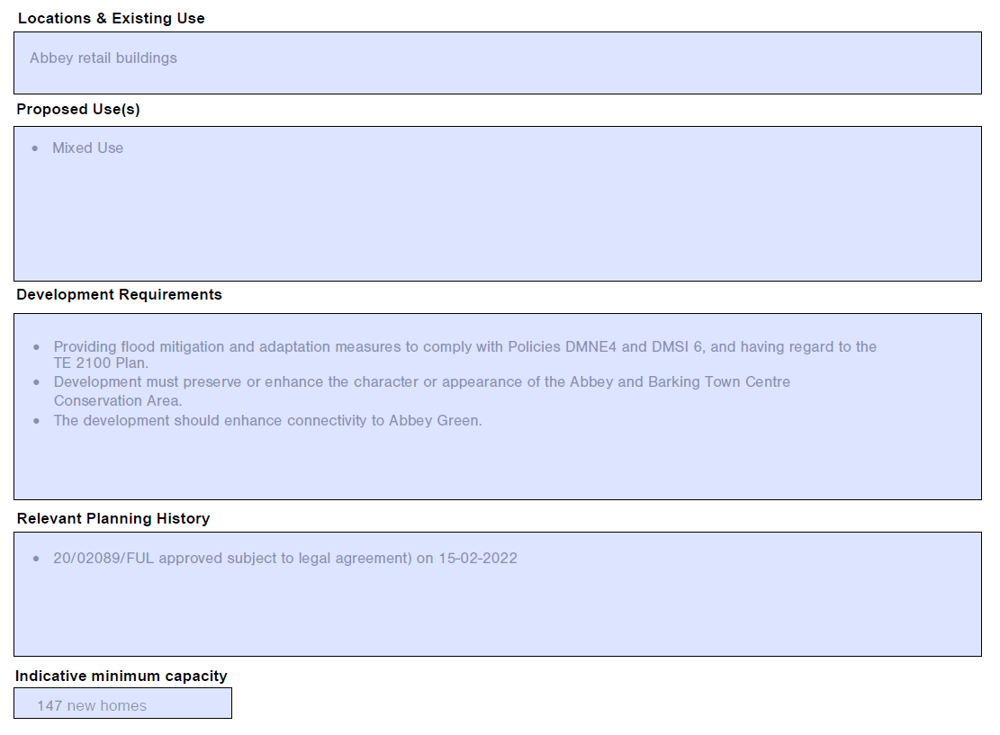 Locations & Existing Use
Abbey retail buildings
Proposed Use(s)
• Mixed Use
Development Requirements
• Providing flood mitigation and adaptation measures to comply with Policies DMNE4 and DMSI 6, and having regard to the
TE 2100 Plan.
• Development must preserve or enhance the character or appearance of the Abbey and Barking Town Centre
Conservation Area.
• The development should enhance connectivity to Abbey Green.
Relevant Planning History
• 20/02089/FUL approved subject to legal agreement) on 15-02-2022
Indicative minimum capacity
147 new homes